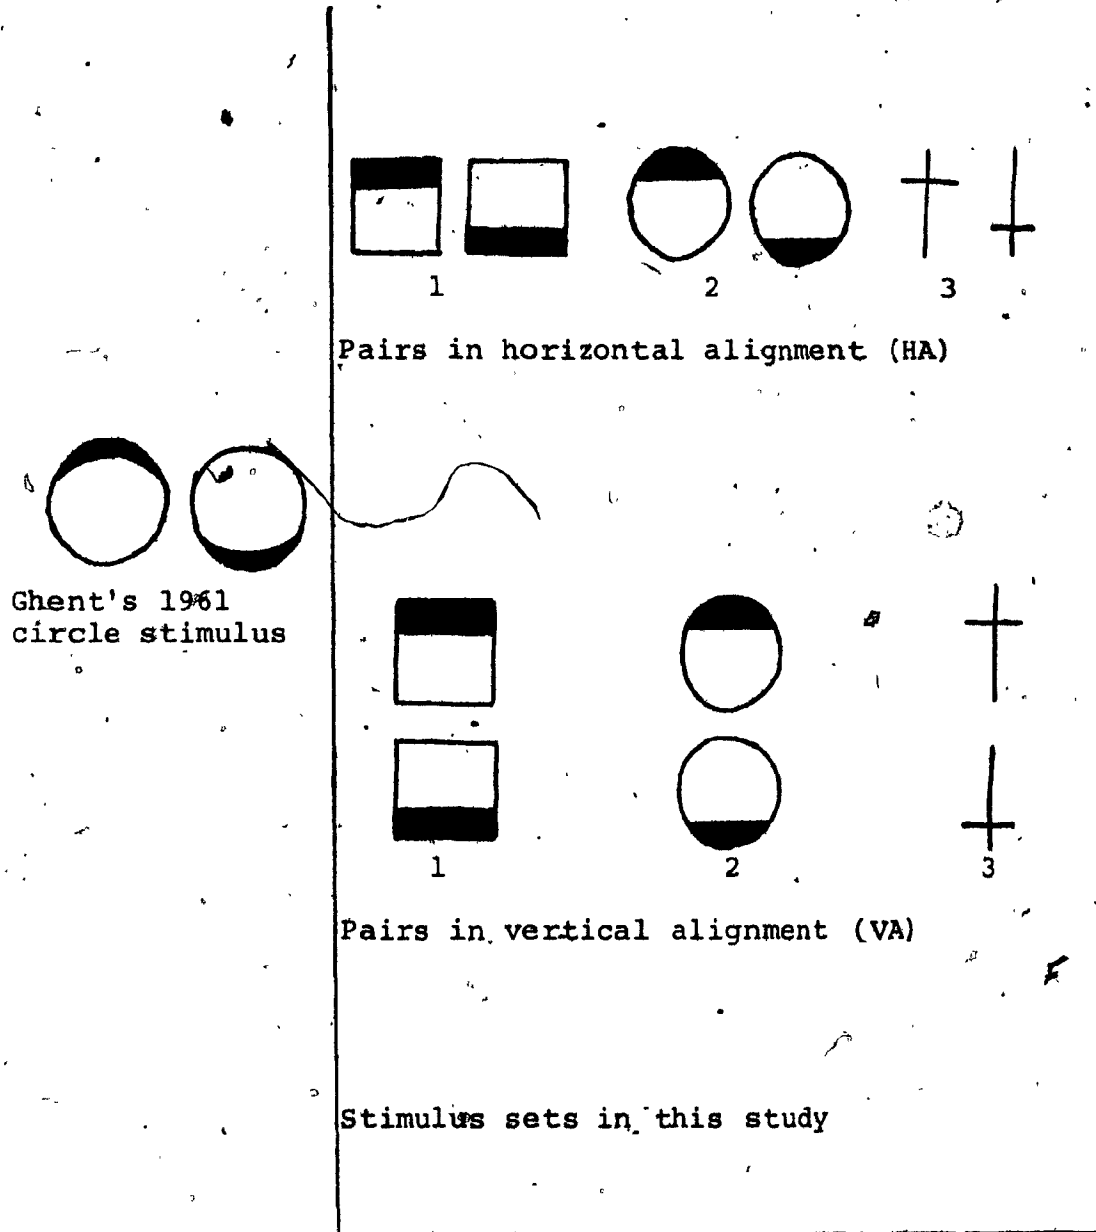 1 2 3
Pairs in horizontal alignment (HA)
Ghent's 1961
circle stimulus
1 2 3
Pairs in vertical alignment (VA)
Stimulus sets in this study